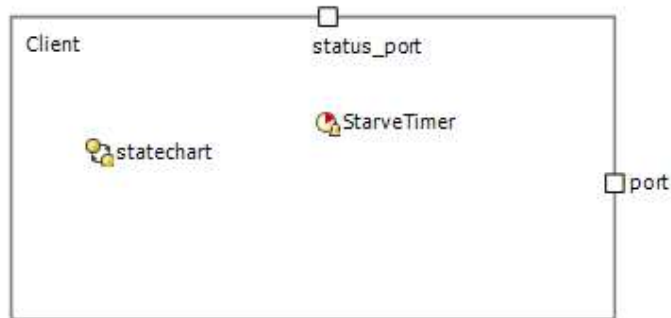 Client
status_port
StarveTimer
statechart
port